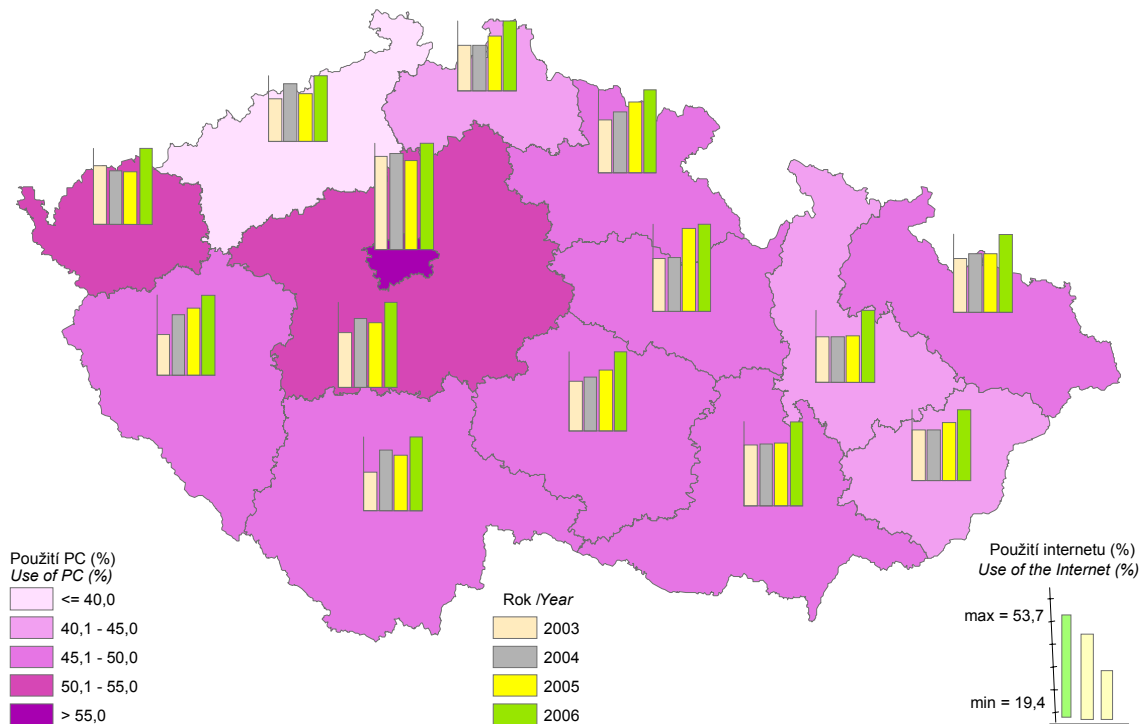 Použití PC (%)
Use of PC (%)
<= 40,0
40,1 - 45,0
45,1 - 50,0
50,1 - 55,0
> 55,0
Rok /Year
2003
2004
2005
2006
Použití internetu (%)
Use of the Internet (%)
max = 53,7
min = 19,4